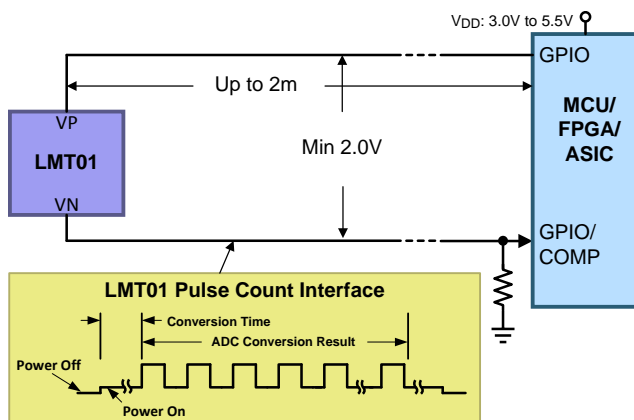 VDD: 3.0V to 5.5V
GPIO
Up to 2m
MCU/
FPGA/
ASIC
VP
LMT01
VN
Min 2.0V
GPIO/
COMP
LMT01 Pulse Count Interface
Conversion Time
ADC Conversion Result
Power Off
Power On